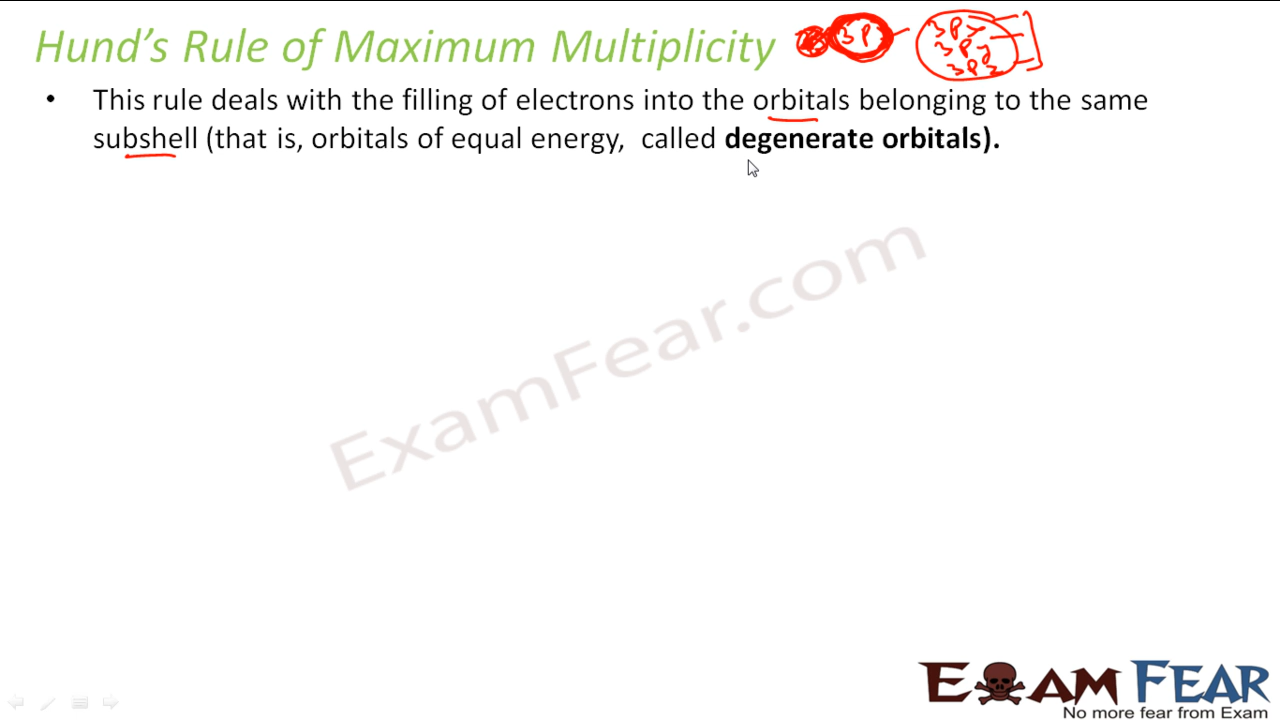 Hund's Rule of Maximum Multiplicity
3P
3Px
3Py
3Pz
• This rule deals with the filling of electrons into the orbitals belonging to the same
subshell (that is, orbitals of equal energy, called degenerate orbitals).
ExamFear.com
EXAM FEAR
No more fear from Exam